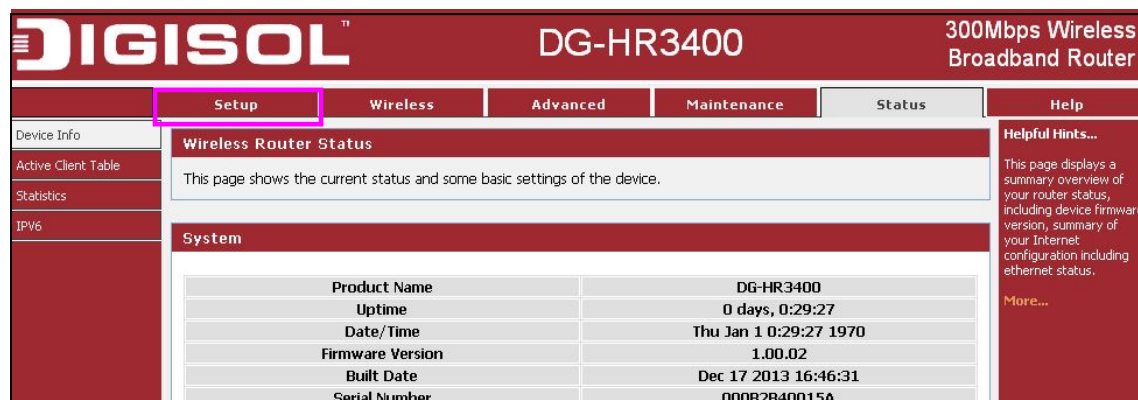 DIGISOL™
DG-HR3400
300Mbps Wireless
Broadband Router
Setup Wireless Advanced Maintenance Status Help
Device Info
Active Client Table
Statistics
IPV6
Wireless Router Status
This page shows the current status and some basic settings of the device.
System
Product Name DG-HR3400
Uptime 0 days, 0:29:27
Date/Time Thu Jan 1 0:29:27 1970
Firmware Version 1.00.02
Built Date Dec 17 2013 16:46:31
Serial Number 000B2B40015A
Helpful Hints...
This page displays a
summary overview of
your router status,
including device firmwar
version, summary of
your Internet
configuration including
ethernet status.
More...